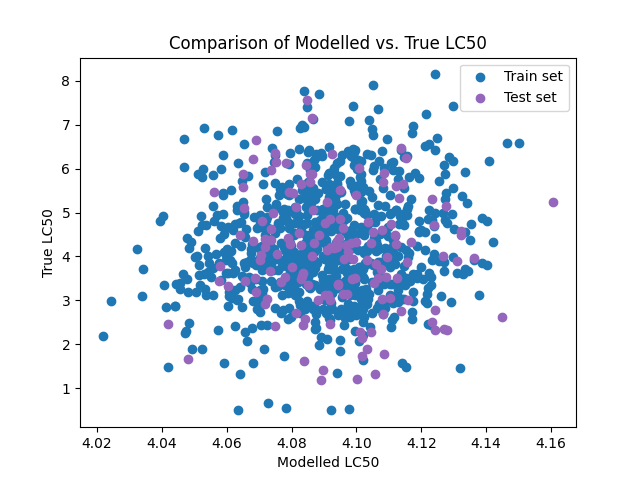 Comparison of Modelled vs. True LC50
Train set
Test set
True LC50
8
7
6
5
4
3
2
1
4.02 4.04 4.06 4.08 4.10 4.12 4.14 4.16
Modelled LC50